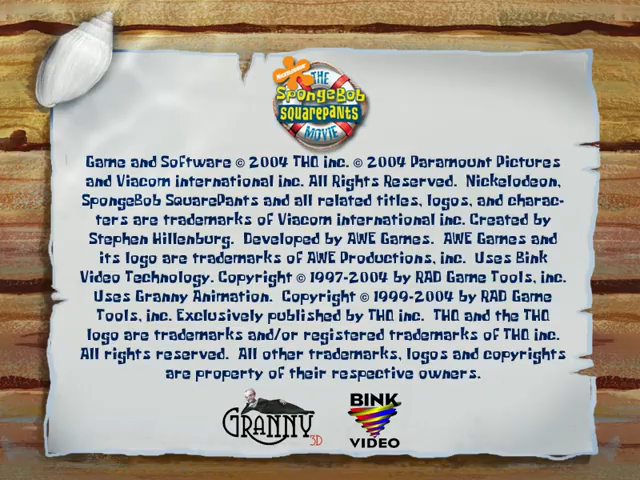 Nickelodeon
THE
SpongeBob
SQUAREPANTS
MOVIE
Game and Software © 2004 THQ inc. © 2004 Paramount Pictures
and Viacom international inc. All Rights Reserved. Nickelodeon,
SpongeBob SquarePants and all related titles, logos, and charac-
ters are trademarks of Viacom international inc. Created by
Stephen Hillenburg. Developed by AWE Games. AWE Games and
its logo are trademarks of AWE Productions, inc. Uses Bink
Video Technology. Copyright © 1997-2004 by RAD Game Tools, inc.
Uses Granny Animation. Copyright © 1999-2004 by RAD Game
Tools, inc. Exclusively published by THQ inc. THQ and the THQ
logo are trademarks and/or registered trademarks of THQ inc.
All rights reserved. All other trademarks, logos and copyrights
are property of their respective owners.
GRANNY 3D
BINK
VIDEO